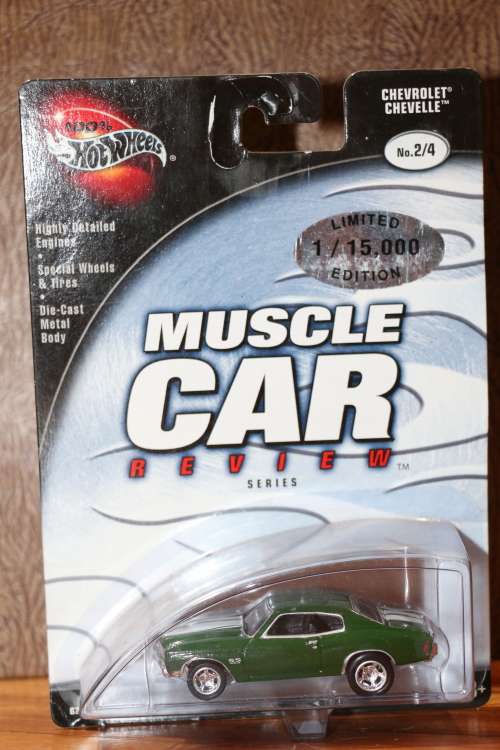 100%
Hot Wheels®
CHEVROLET®
CHEVELLE™
No.2/4
Highly Detailed
Engines
•
Special Wheels
& Tires
•
Die-Cast
Metal
Body
LIMITED
1 / 15,000
EDITION
MUSCLE
CAR
REVIEW™
SERIES